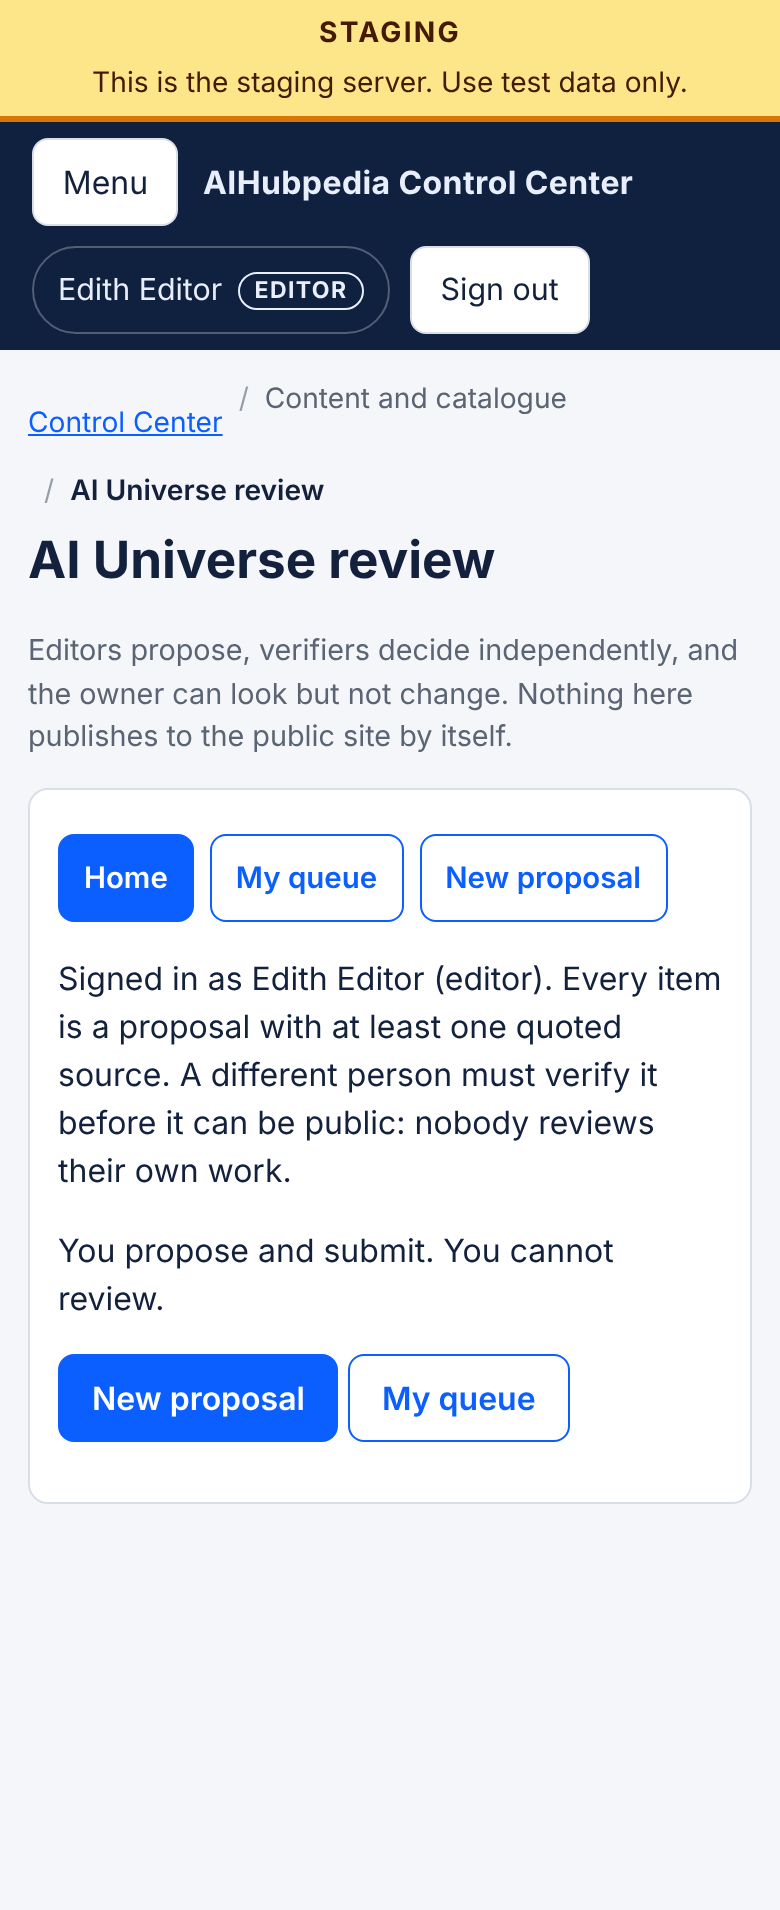 STAGING
This is the staging server. Use test data only.
Menu
AIHubpedia Control Center
Edith Editor EDITOR
Sign out
Control Center / Content and catalogue
/ AI Universe review
AI Universe review
Editors propose, verifiers decide independently, and
the owner can look but not change. Nothing here
publishes to the public site by itself.
Home
My queue
New proposal
Signed in as Edith Editor (editor). Every item
is a proposal with at least one quoted
source. A different person must verify it
before it can be public: nobody reviews
their own work.
You propose and submit. You cannot
review.
New proposal
My queue